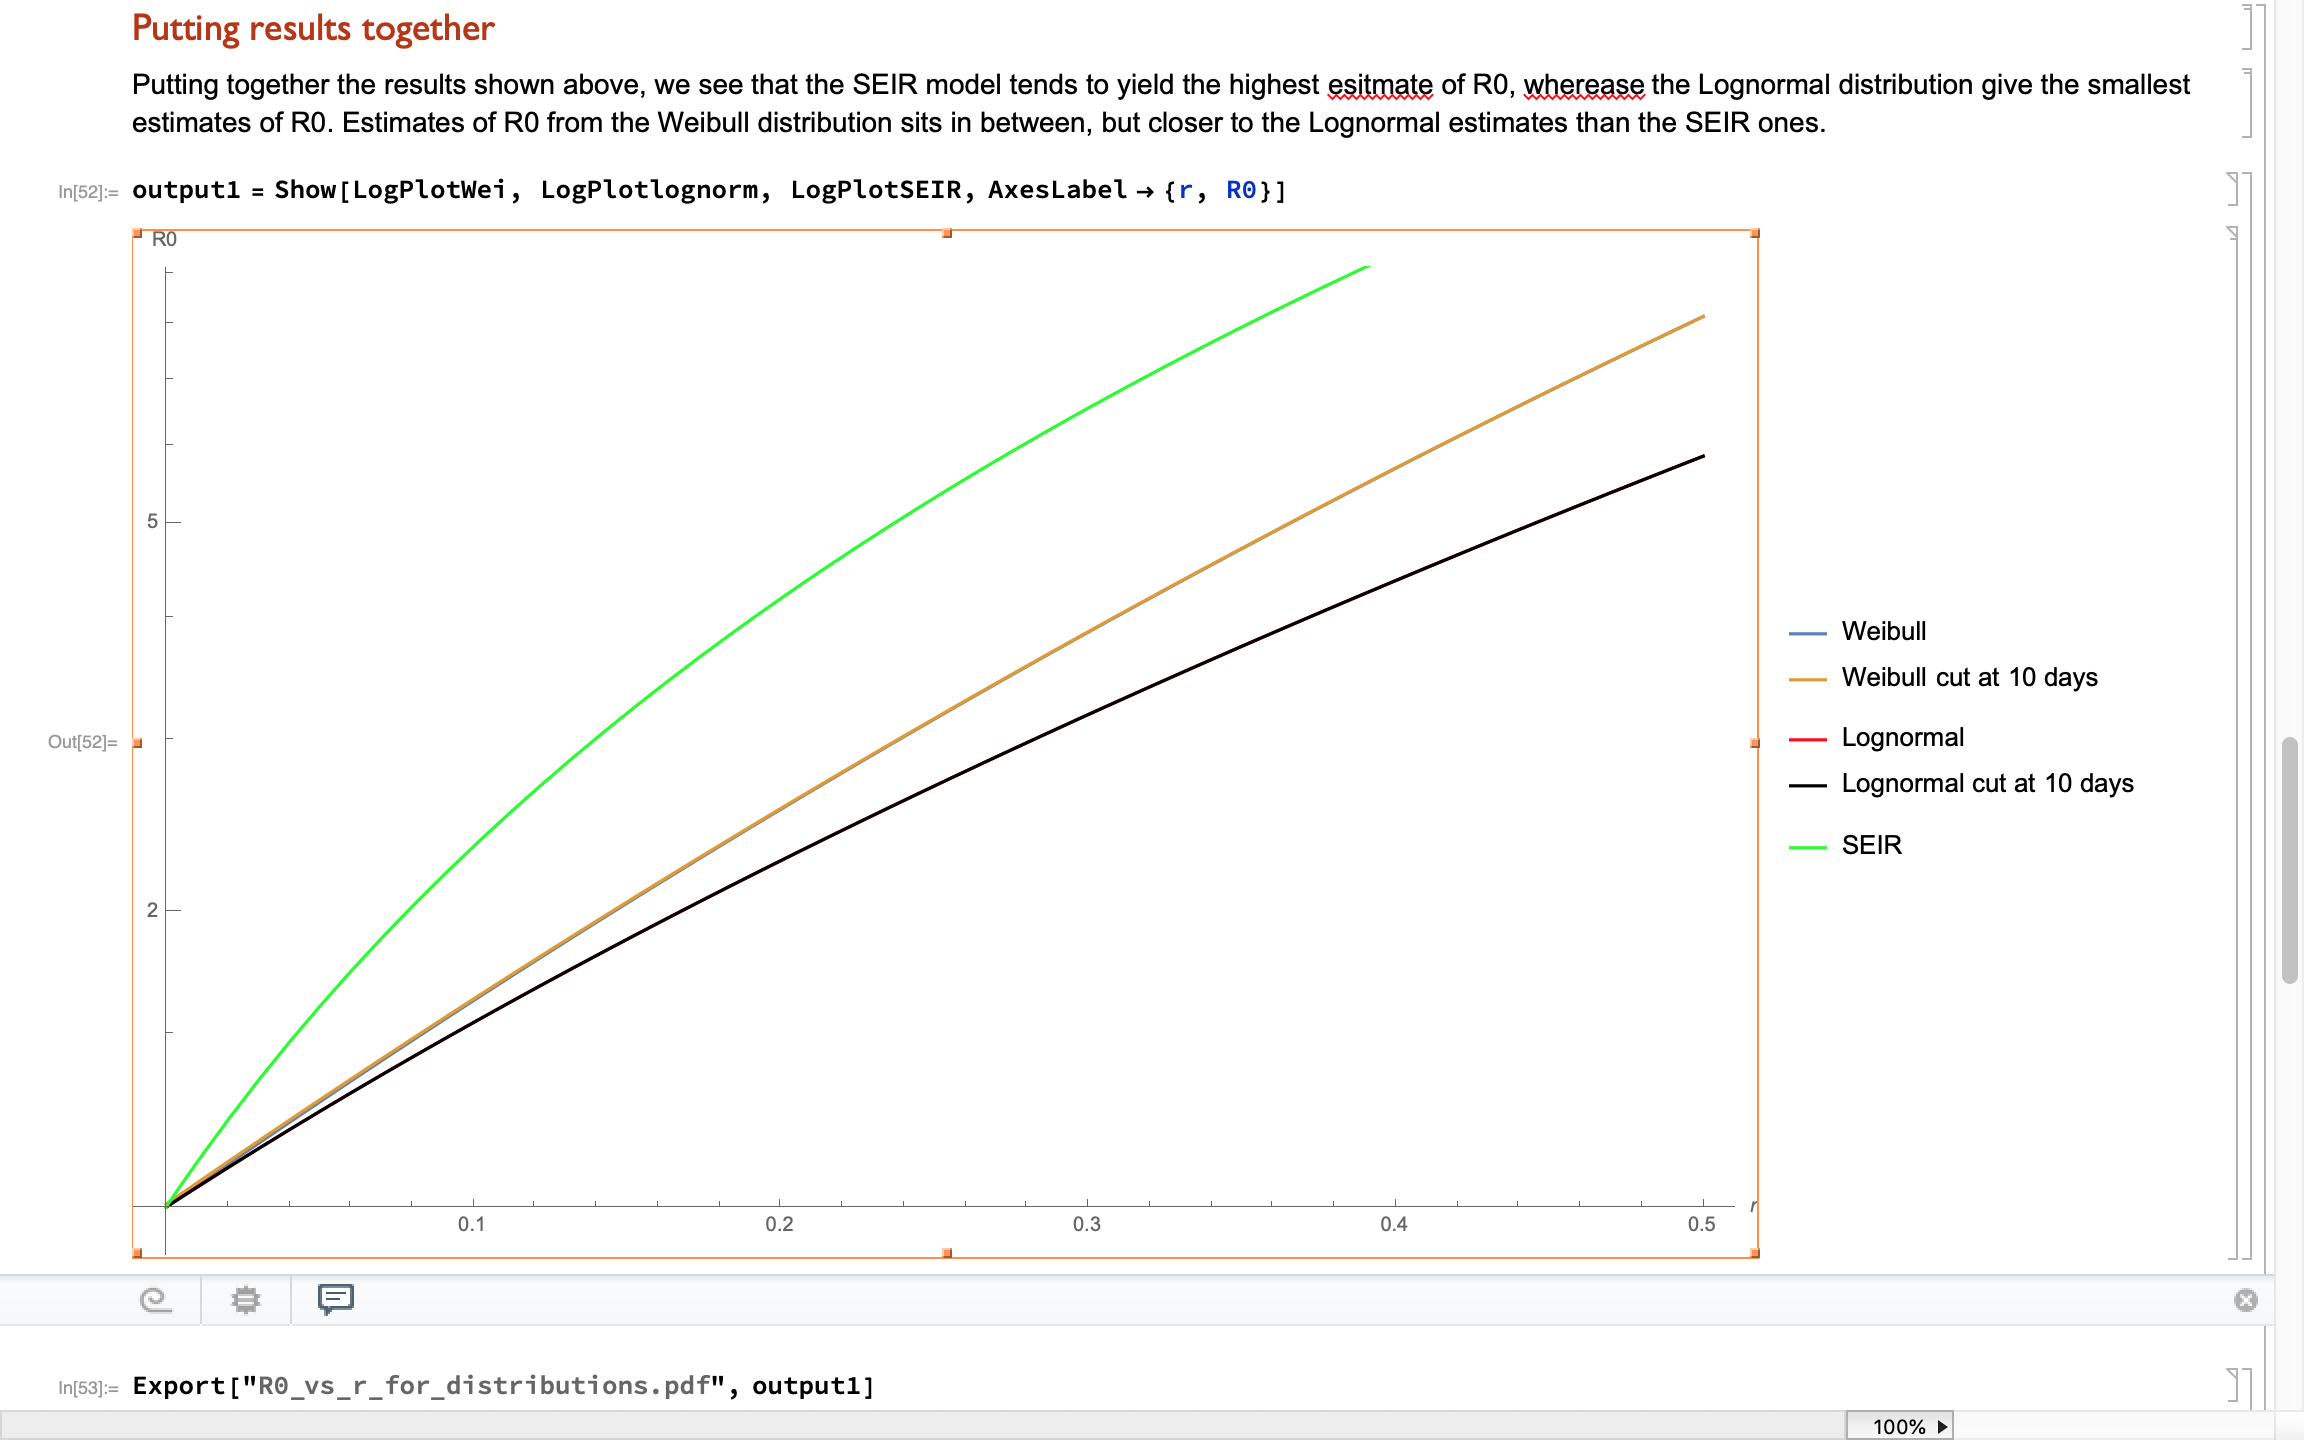 Putting results together
Putting together the results shown above, we see that the SEIR model tends to yield the highest esitmate of R0, wherease the Lognormal distribution give the smallest
estimates of R0. Estimates of R0 from the Weibull distribution sits in between, but closer to the Lognormal estimates than the SEIR ones.
In[52]:= output1 = Show[LogPlotWei, LogPlotlognorm, LogPlotSEIR, AxesLabel → {r, R0}]
R0
5
Weibull
Weibull cut at 10 days
Lognormal
Out[52]=
Lognormal cut at 10 days
SEIR
2
r
0.1 0.2 0.3 0.4 0.5
In[53]:= Export["R0_vs_r_for_distributions.pdf", output1]
100%